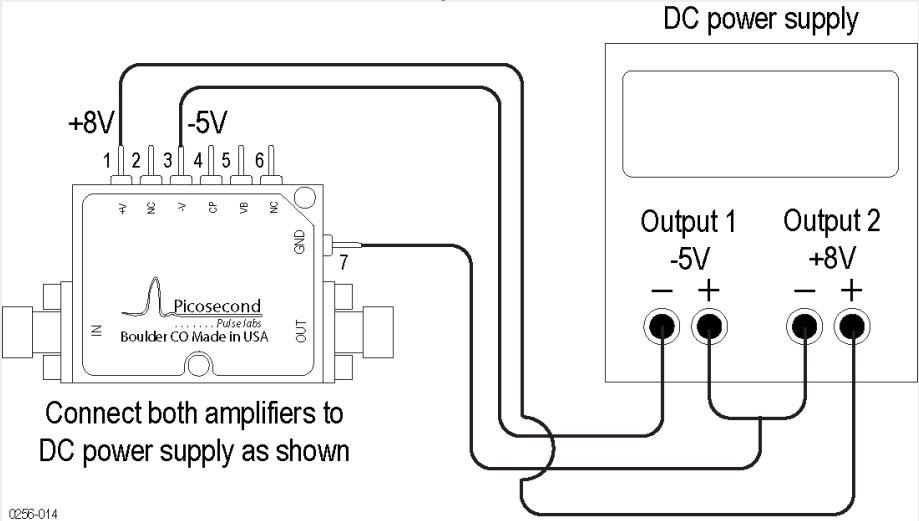 DC power supply
+8V
-5V
1 2 3 4 5 6
+V NC -V CP VB NC
GND
7
IN
OUT
Picosecond
....... Pulse labs
Boulder CO Made in USA
Output 1
-5V
Output 2
+8V
− + − +
Connect both amplifiers to
DC power supply as shown
0256-014